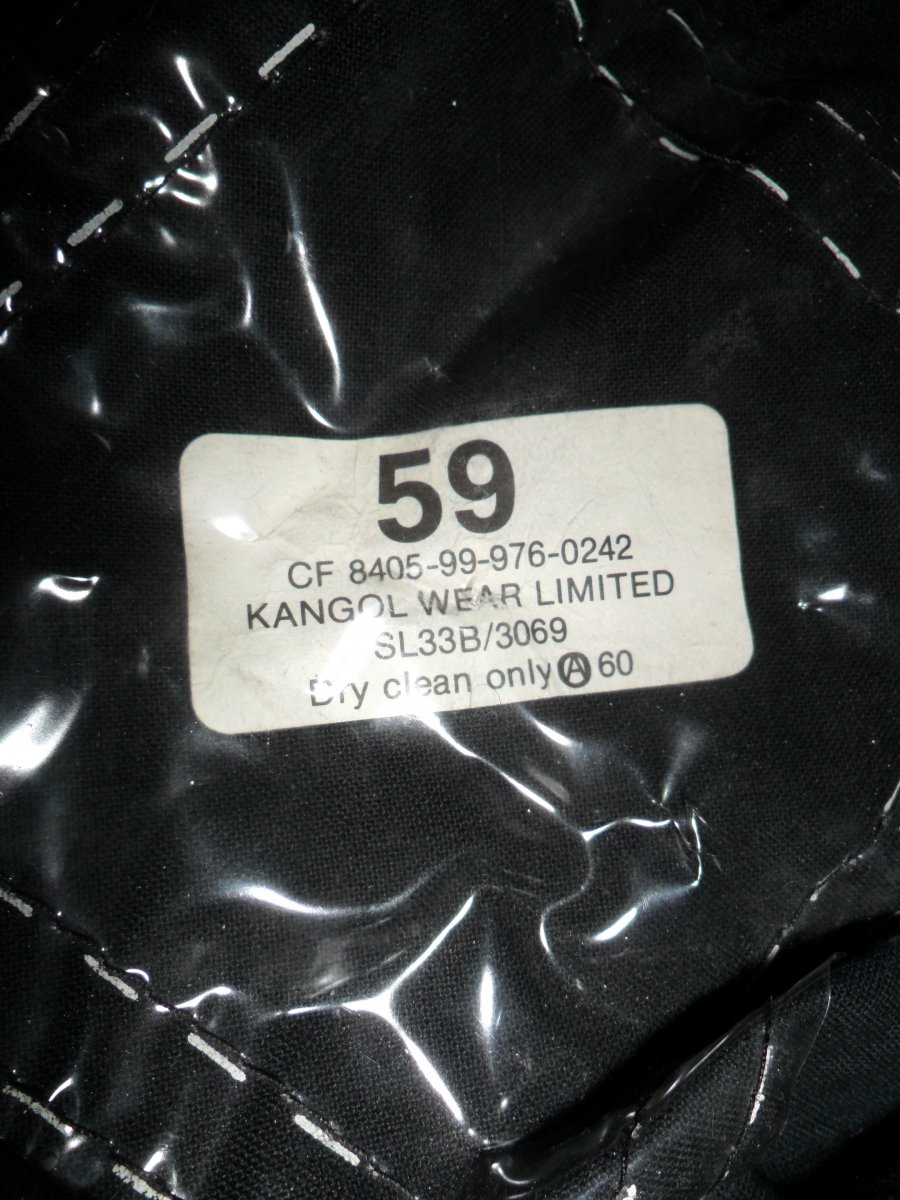 59
CF 8405-99-976-0242
KANGOL WEAR LIMITED
SL33B/3069
Dry clean only Ⓐ 60